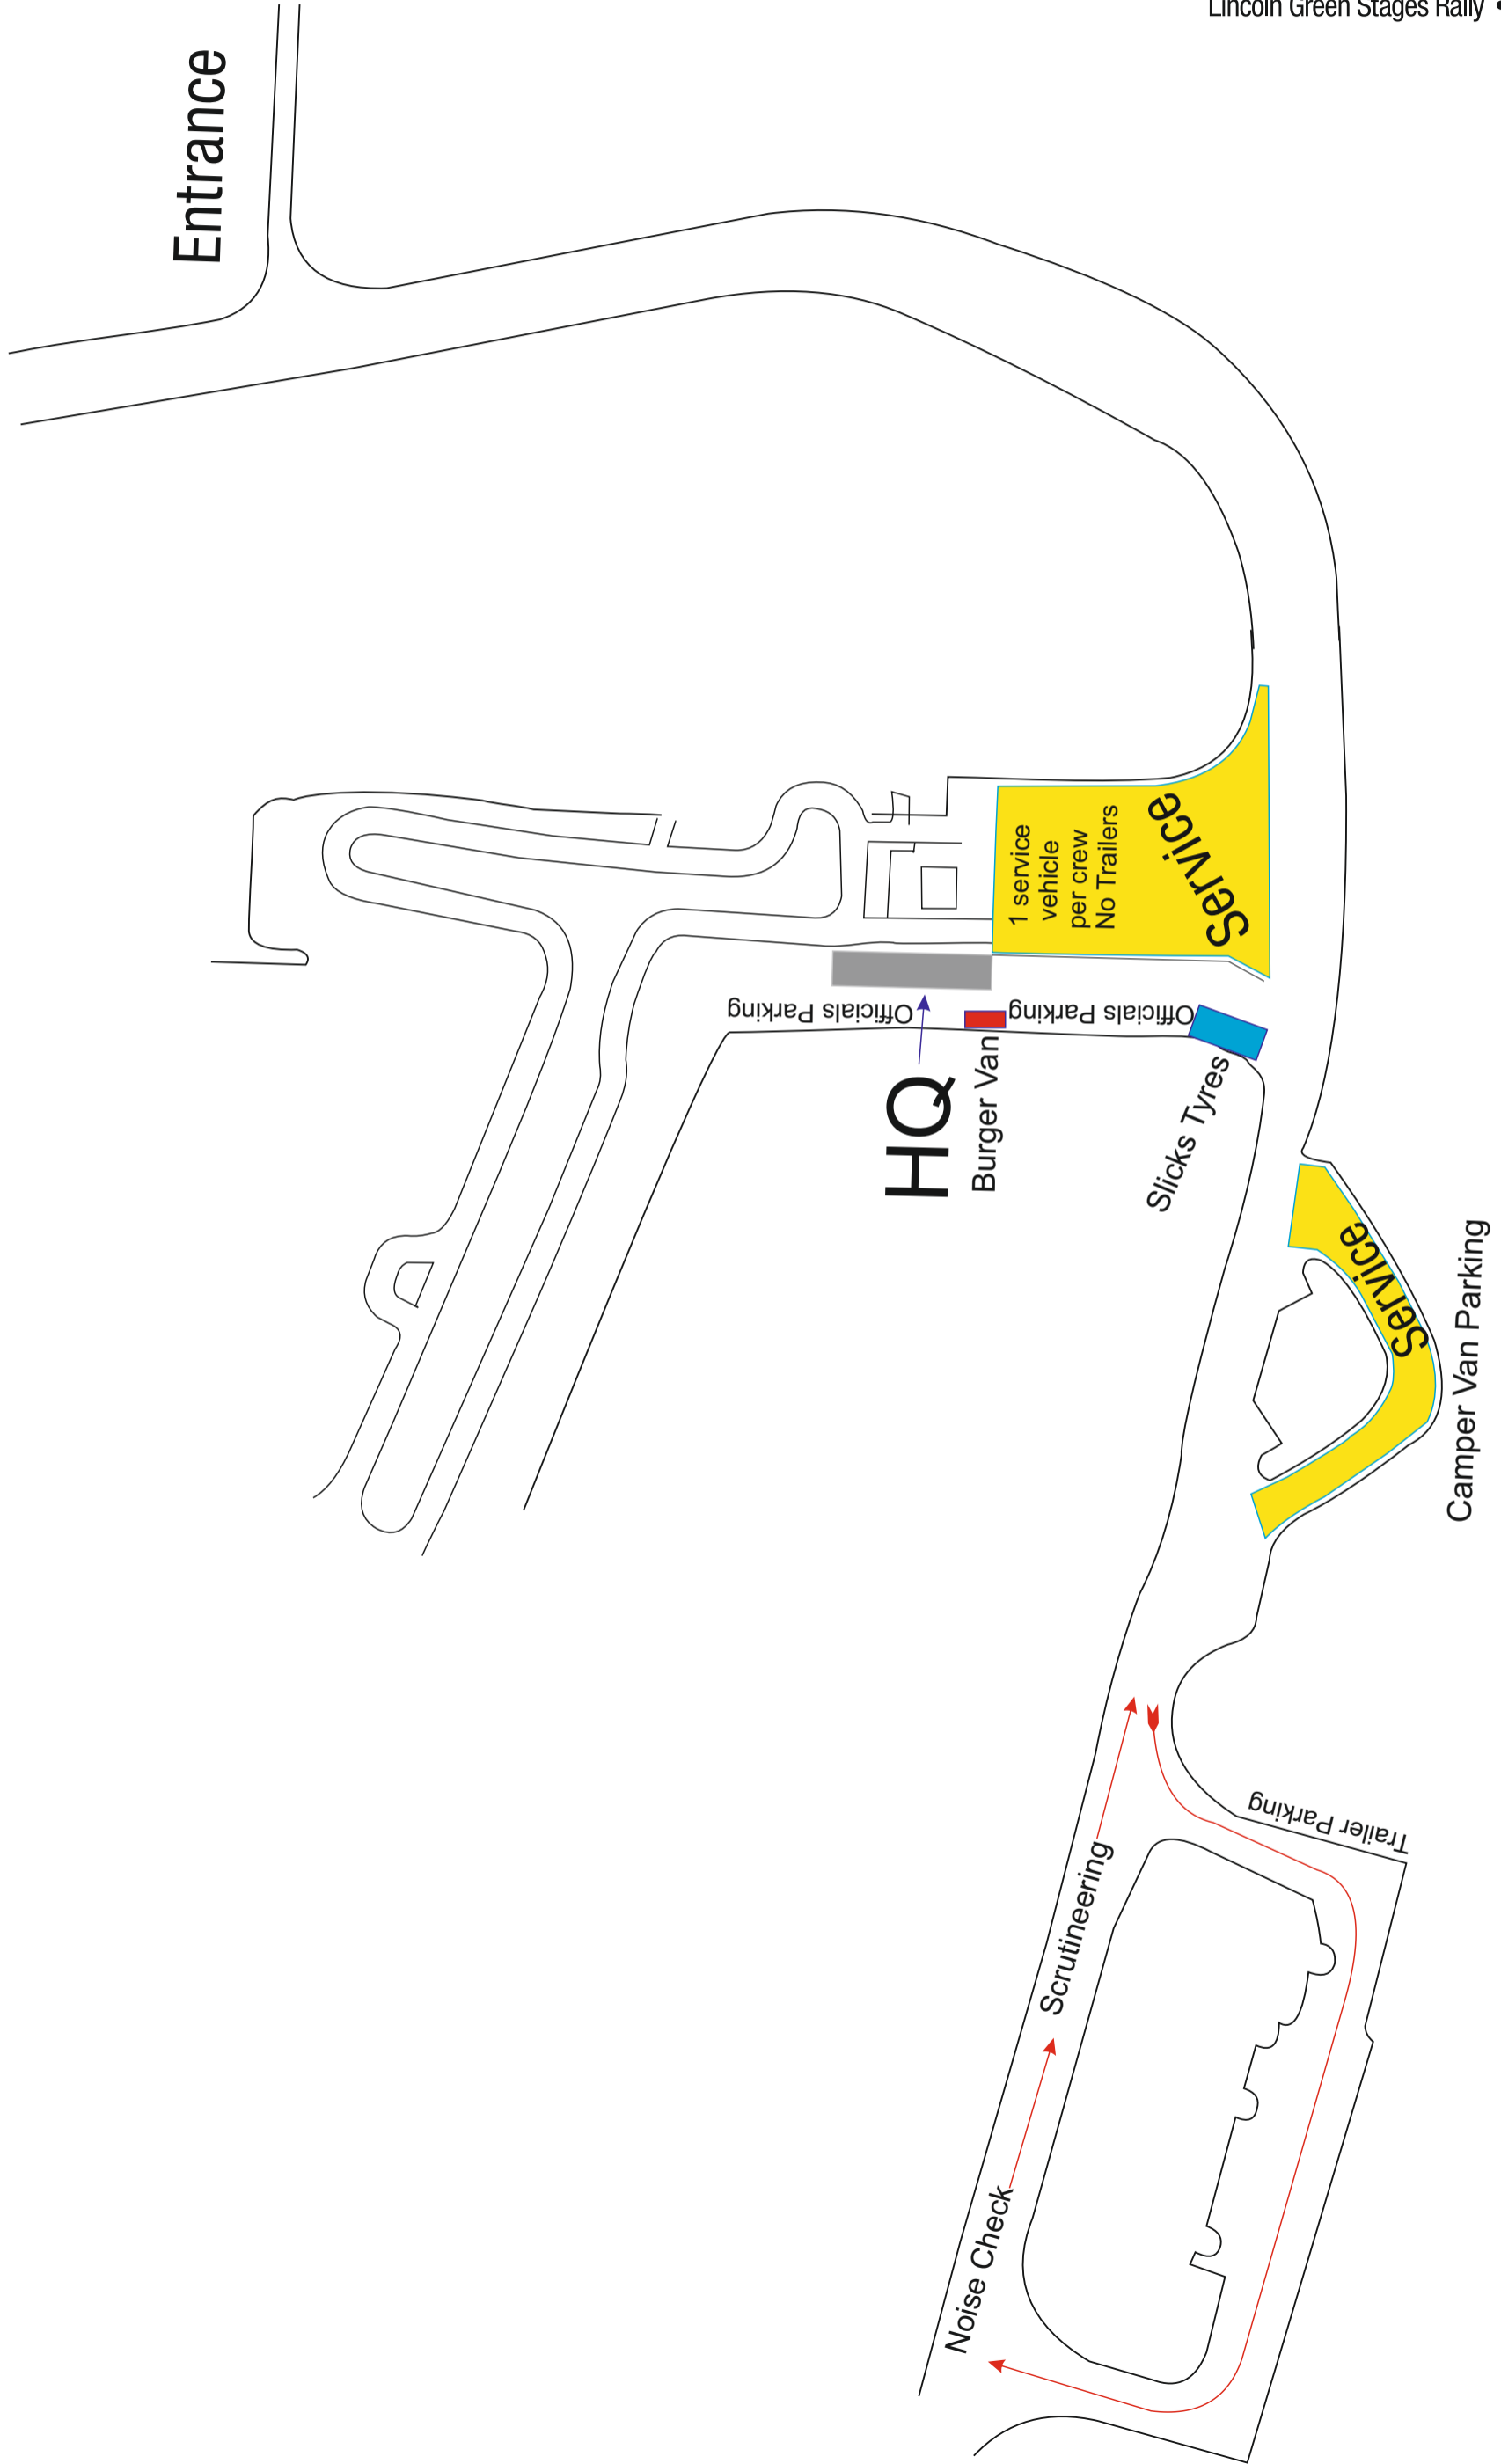 Lincoln Green Stages Rally •
Entrance
1 service
vehicle
per crew
No Trailers
Service
Officials Parking
Officials Parking
HQ
Burger Van
Slicks Tyres
Service
Camper Van Parking
Trailer Parking
Scrutineering
Noise Check